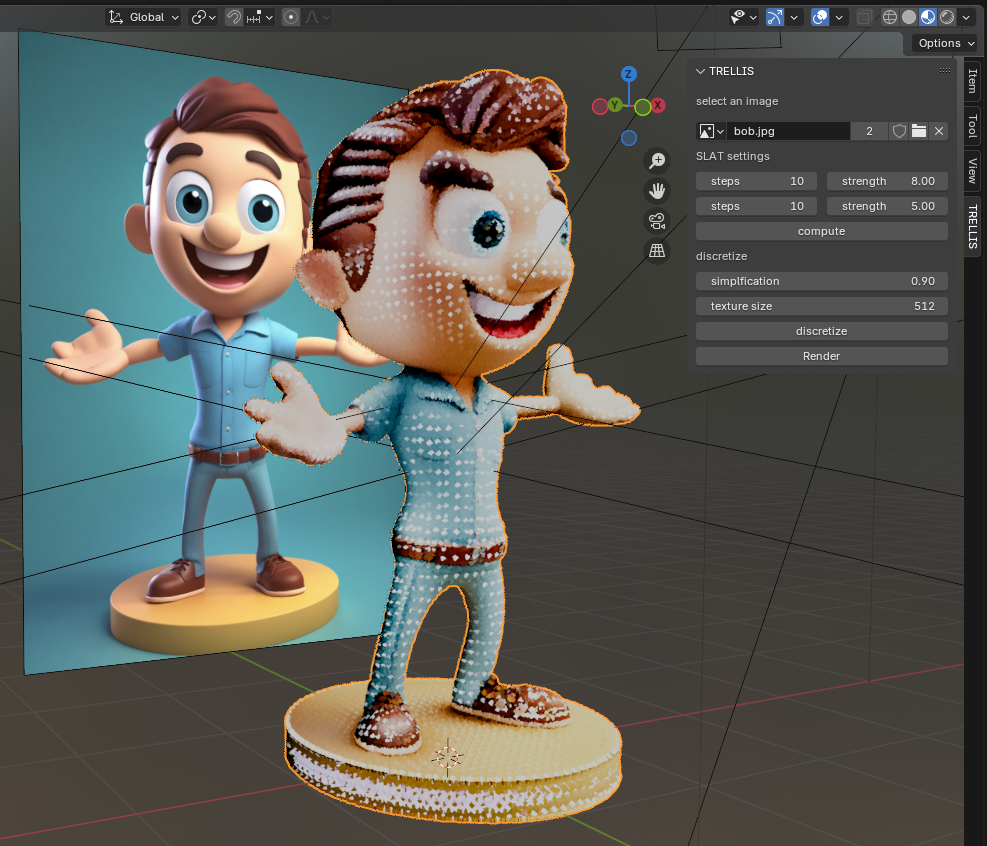 Global
Options
Z
Y
X
TRELLIS
select an image
bob.jpg 2
SLAT settings
steps 10 strength 8.00
steps 10 strength 5.00
compute
discretize
simplfication 0.90
texture size 512
discretize
Render
Item
Tool
View
TRELLIS